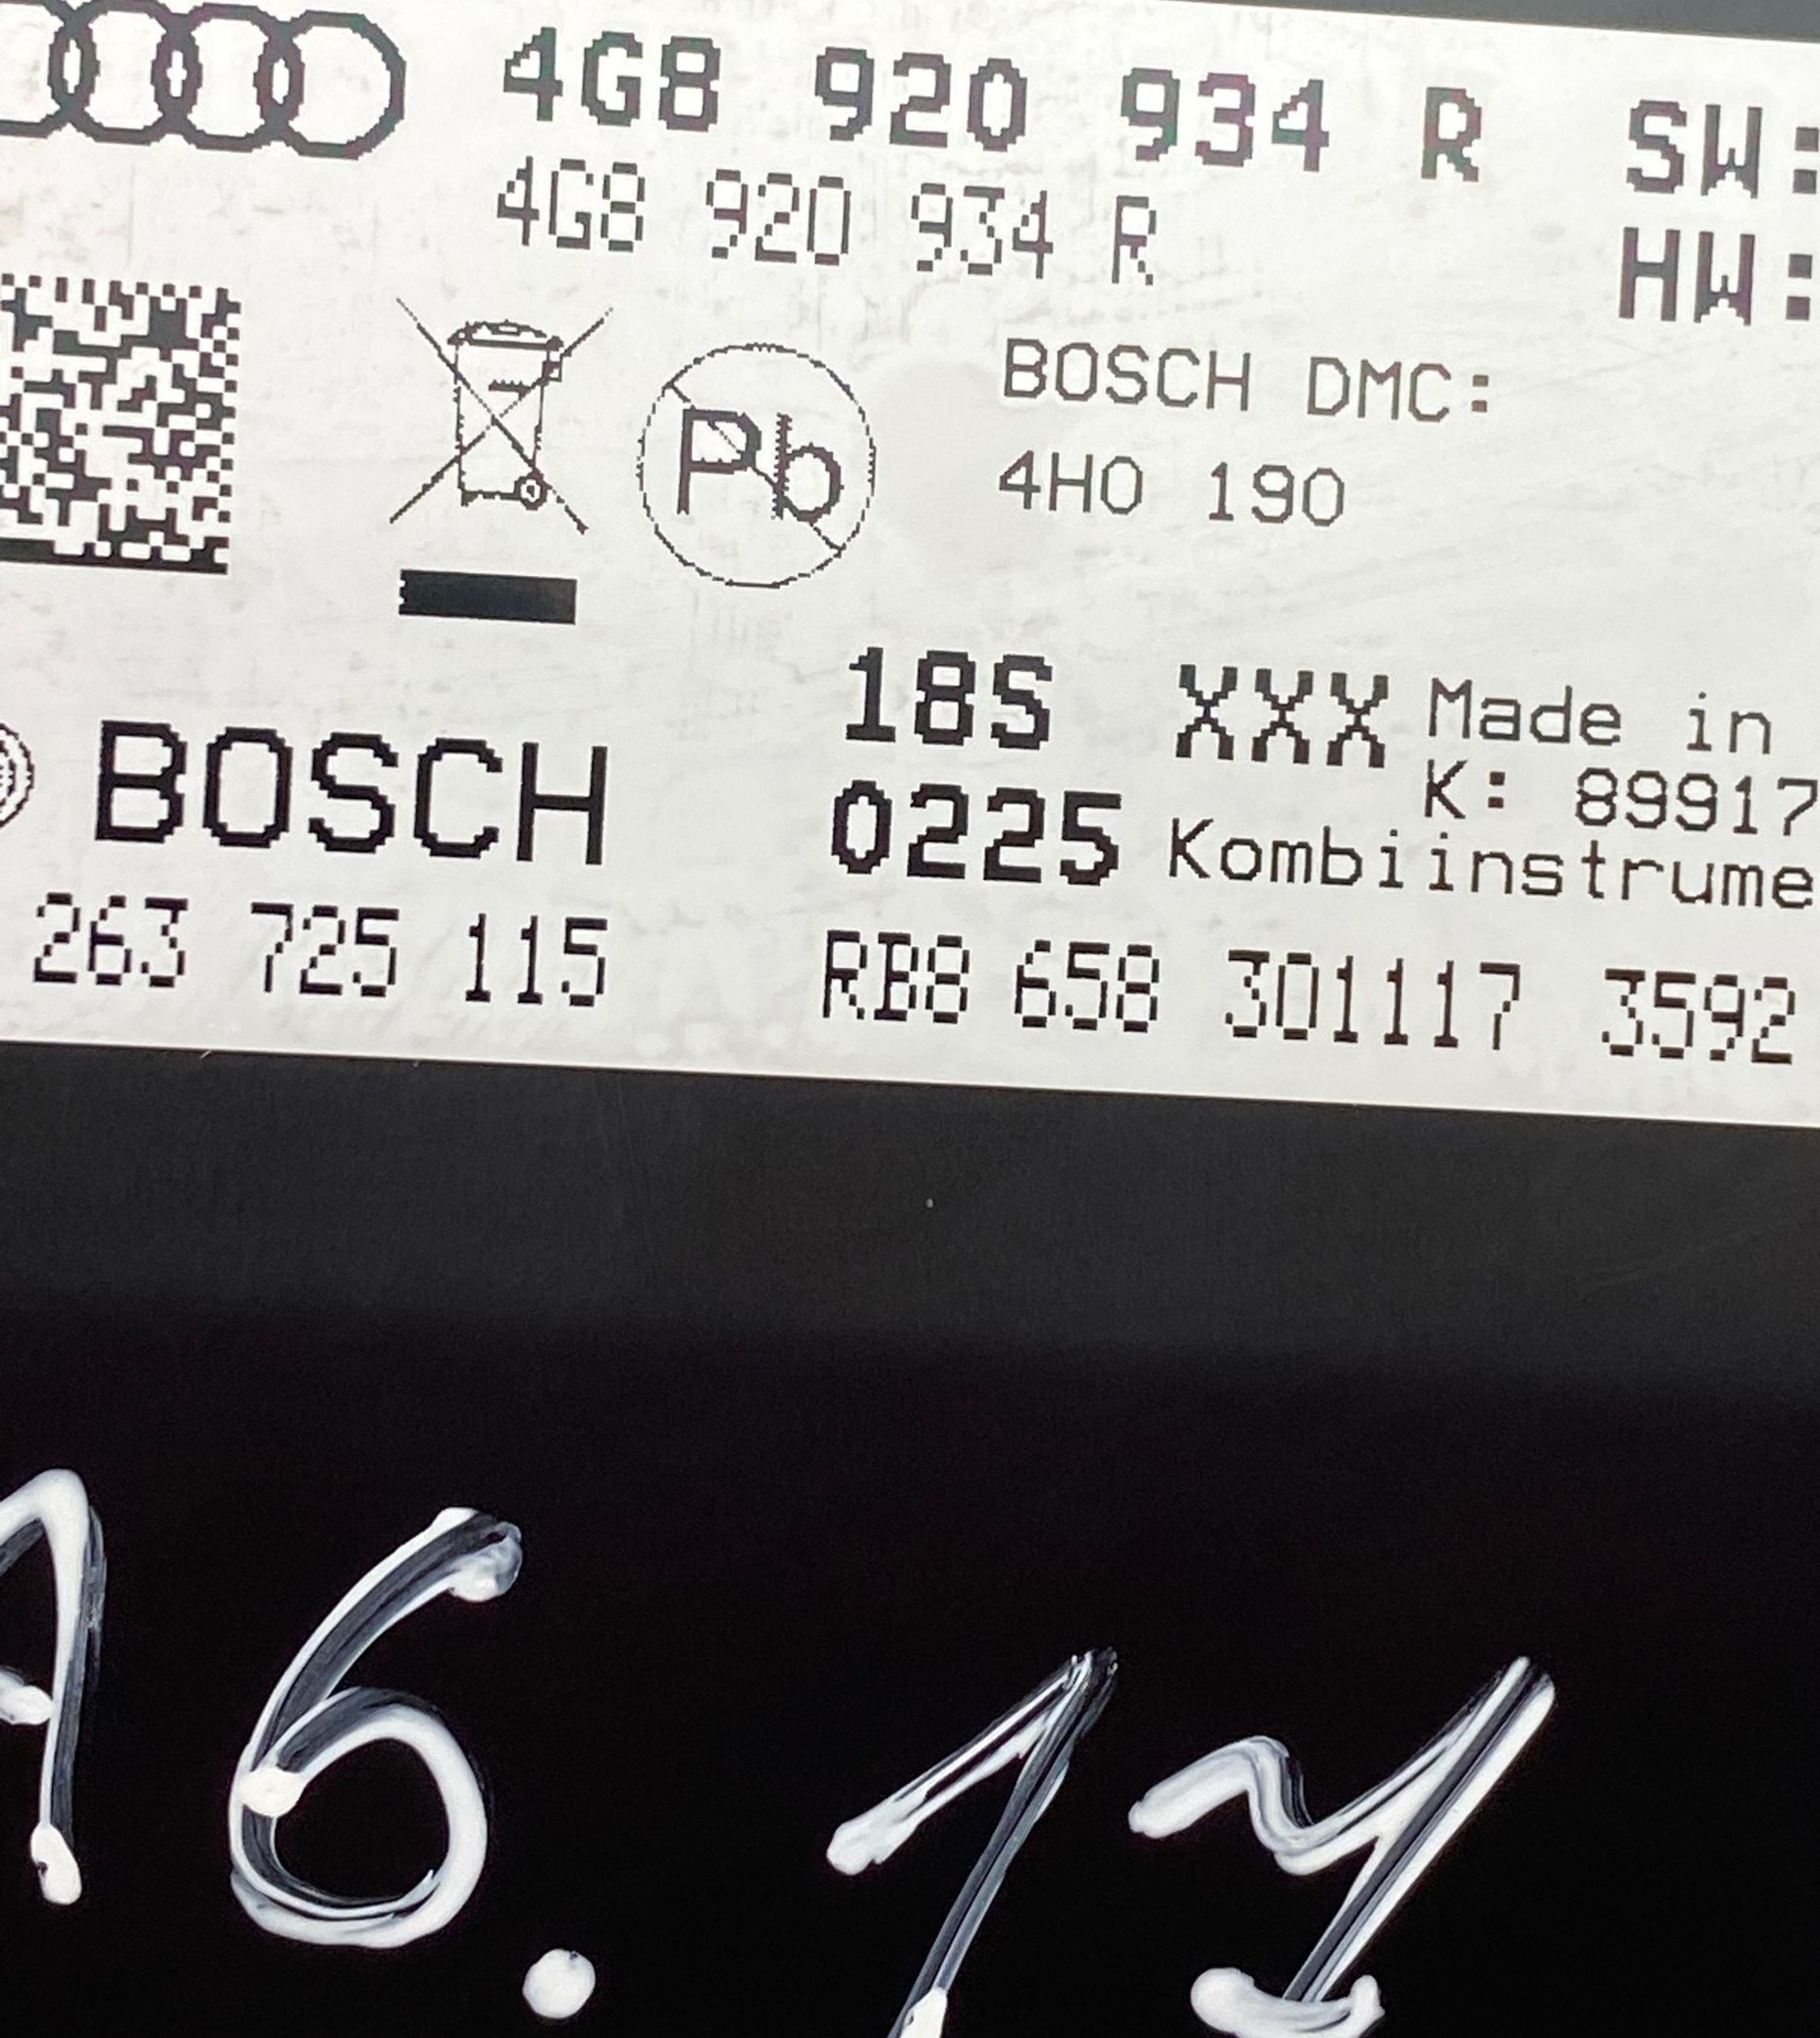 4G8 920 934 R SW:
4G8 920 934 R
HW:
Pb
BOSCH DMC:
4H0 190
18S XXX Made in
K: 89917
BOSCH
0225 Kombiinstrume
263 725 115 RB8 658 301117 3592
A6.